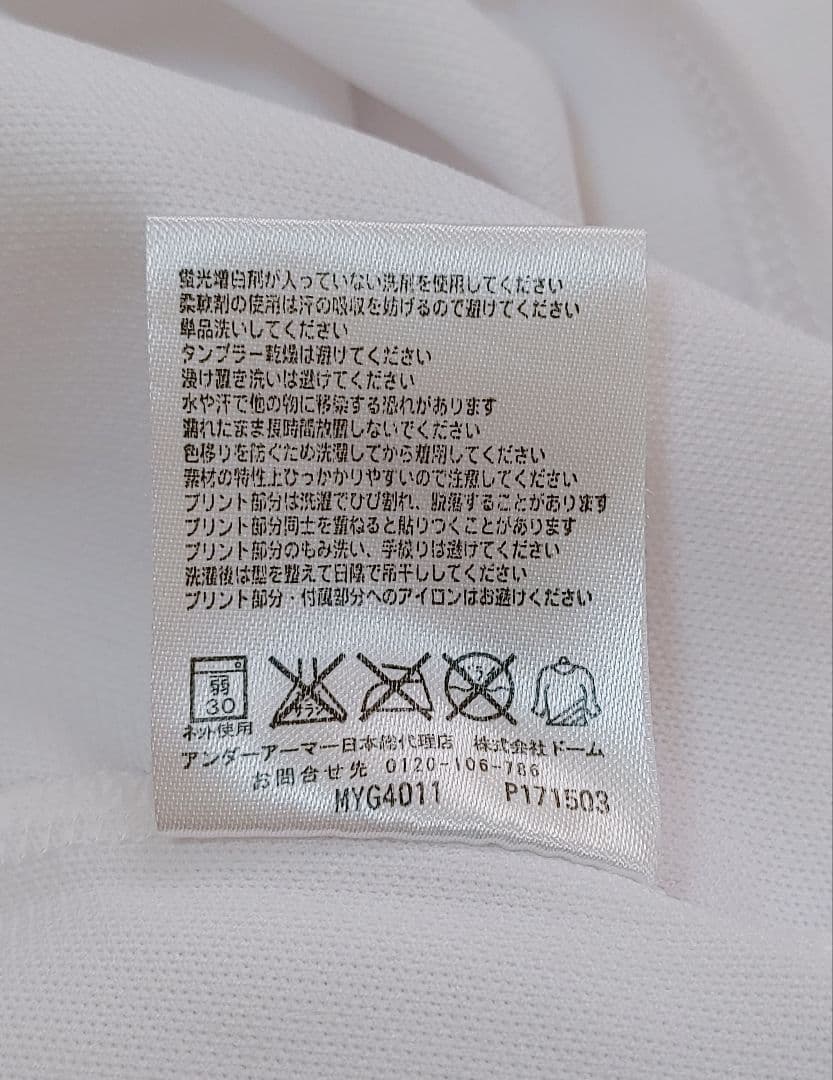 蛍光増白剤が入っていない洗剤を使用してください
柔軟剤の使用は汗の吸収を妨げるので避けてください
単品洗いしてください
タンブラー乾燥は避けてください
浸け置き洗いは避けてください
水や汗で他の物に移染する恐れがあります
濡れたまま長時間放置しないでください
色移りを防ぐため洗濯してから着用してください
素材の特性上ひっかかりやすいので注意してください
プリント部分は洗濯でひび割れ、脱落することがあります
プリント部分同士を重ねると貼りつくことがあります
プリント部分のもみ洗い、手絞りは避けてください
洗濯後は型を整えて日陰で吊干ししてください
プリント部分・付属部分へのアイロンはお避けください
弱
30
ネット使用
アンダーアーマー日本総代理店 株式会社ドーム
お問合せ先 0120-106-786
MYG4011 P171503